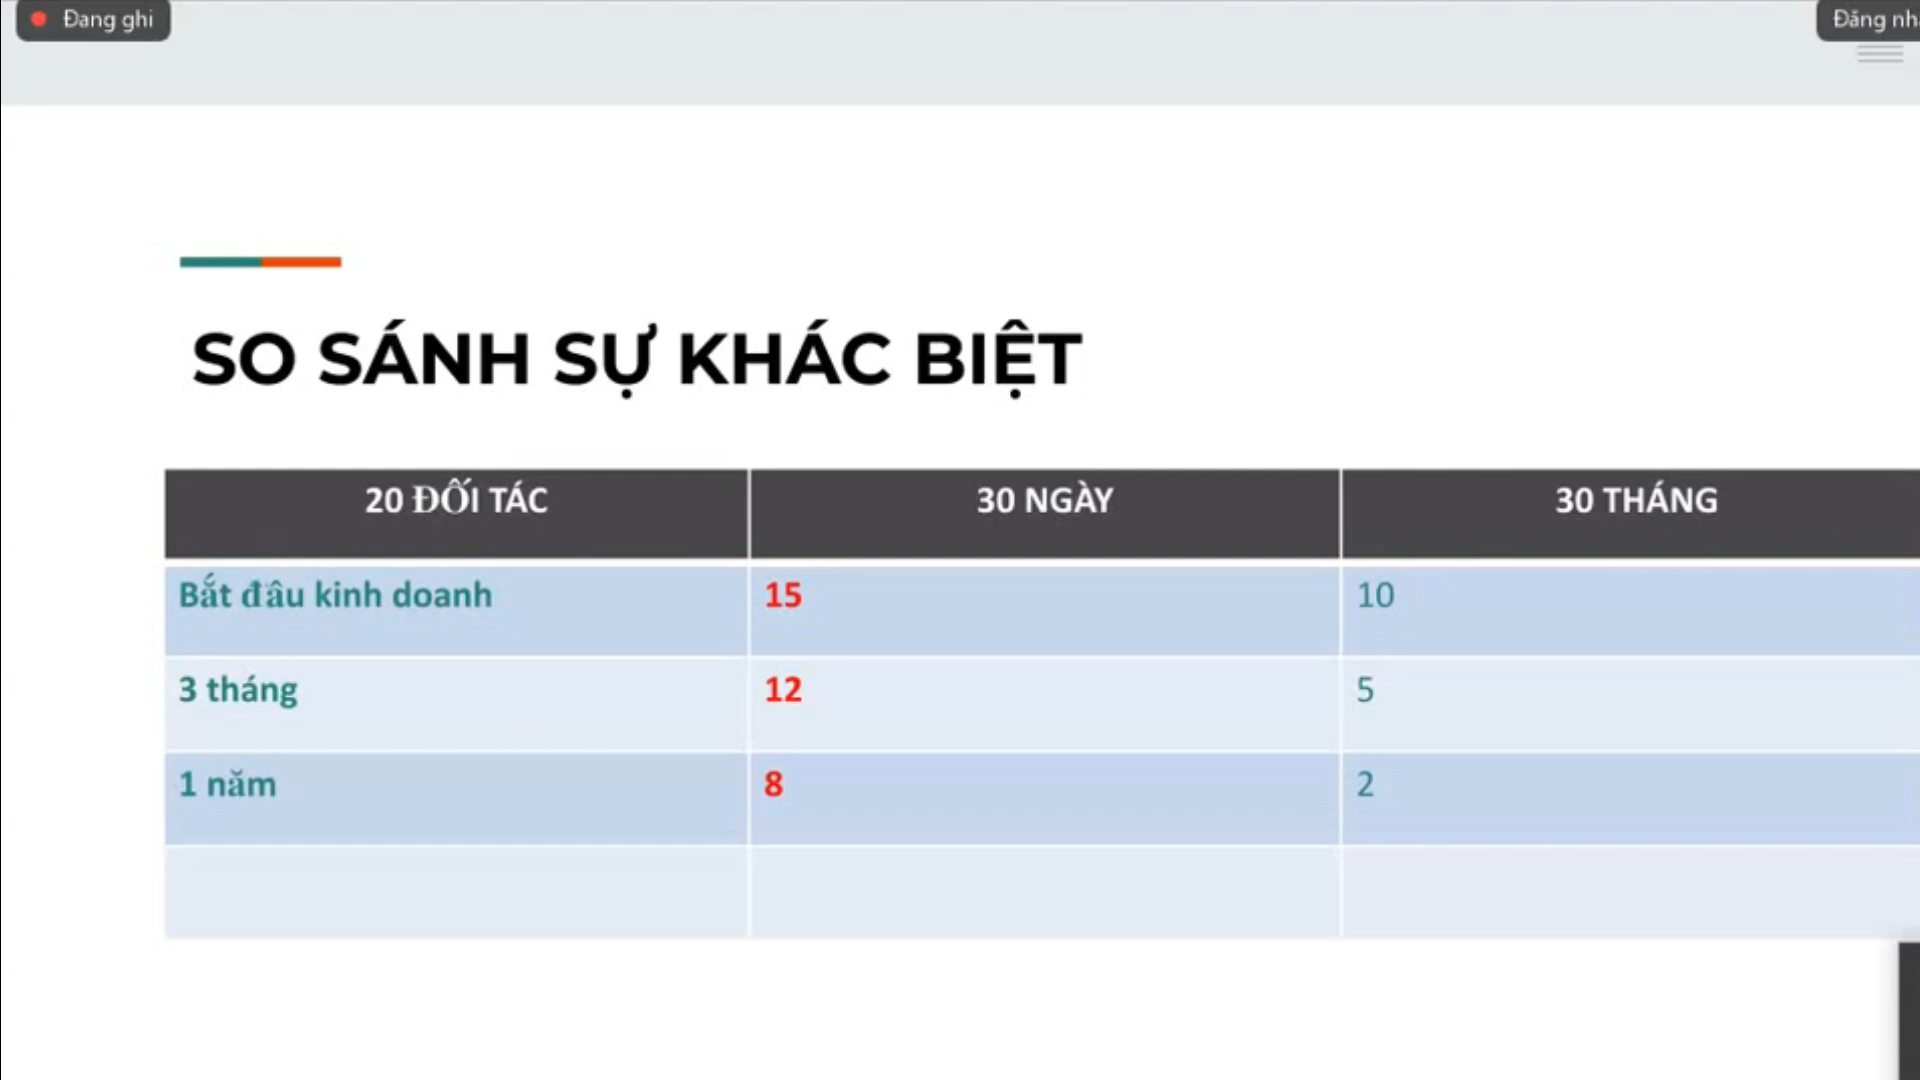 Đang ghi
Đăng nh
SO SÁNH SỰ KHÁC BIỆT
20 ĐỐI TÁC 30 NGÀY 30 THÁNG
Bắt đầu kinh doanh 15 10
3 tháng 12 5
1 năm 8 2